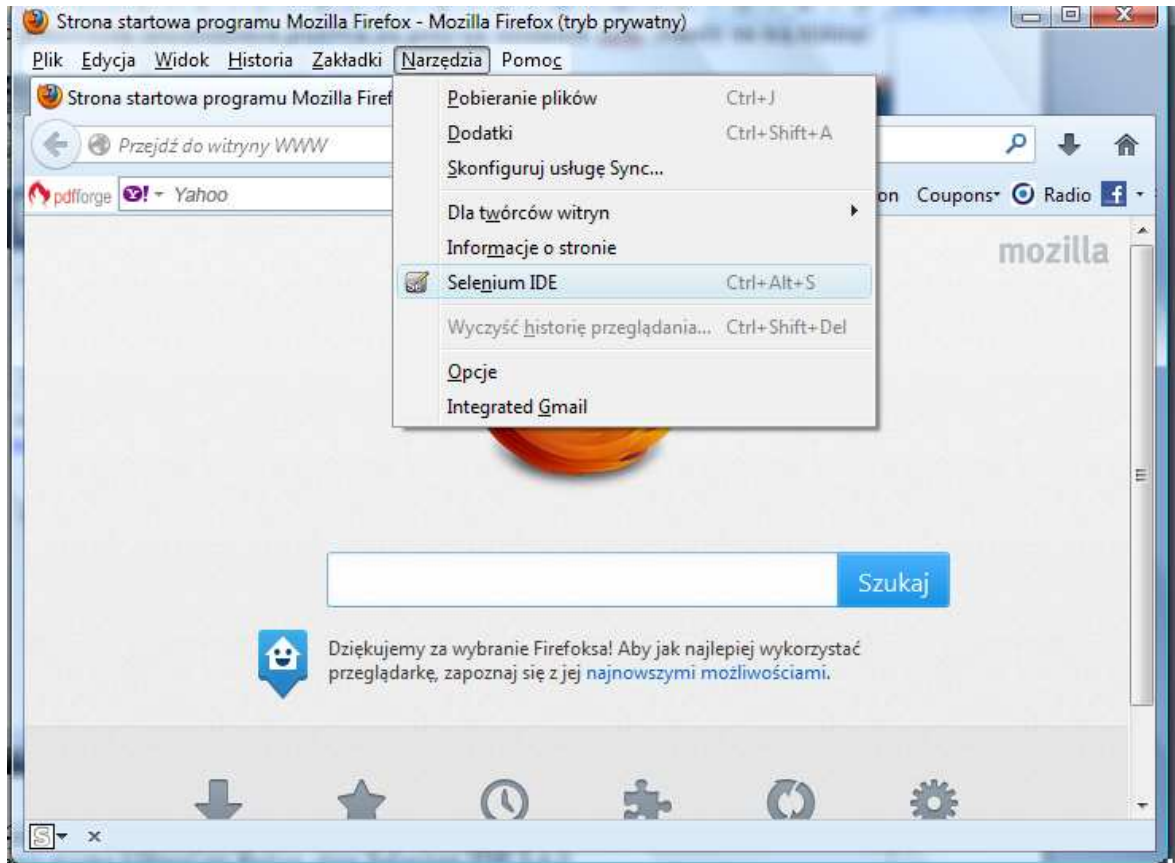 Strona startowa programu Mozilla Firefox - Mozilla Firefox (tryb prywatny)
Plik Edycja Widok Historia Zakładki Narzędzia Pomoc
Strona startowa programu Mozilla Firef
Przejdź do witryny WWW
pdfforge Y! Yahoo
on Coupons Radio f
Pobieranie plików Ctrl+J
Dodatki Ctrl+Shift+A
Skonfiguruj usługę Sync...
Dla twórców witryn
Informacje o stronie
Selenium IDE Ctrl+Alt+S
Wyczyść historię przeglądania... Ctrl+Shift+Del
Opcje
Integrated Gmail
mozilla
Szukaj
Dziękujemy za wybranie Firefoksa! Aby jak najlepiej wykorzystać
przeglądarkę, zapoznaj się z jej najnowszymi możliwościami.
S